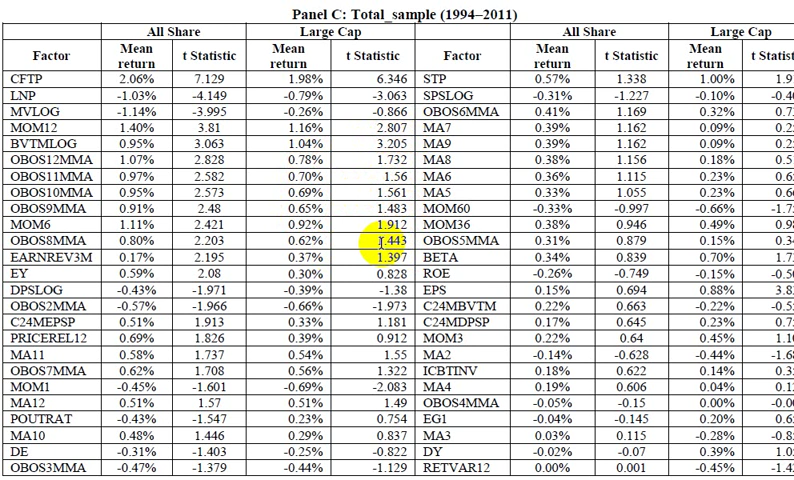 Panel C: Total_sample (1994–2011)
All Share Large Cap All Share Large Cap
Factor Mean return t Statistic Mean return t Statistic Factor Mean return t Statistic Mean return t
CFTP 2.06% 7.129 1.98% 6.346 STP 0.57% 1.338 1.00%
LNP -1.03% -4.149 -0.79% -3.063 SPSLOG -0.31% -1.227 -0.10%
MVLOG -1.14% -3.995 -0.26% -0.866 OBOS6MMA 0.41% 1.169 0.32%
MOM12 1.40% 3.81 1.16% 2.807 MA7 0.39% 1.162 0.09%
BVTMLOG 0.95% 3.063 1.04% 3.205 MA9 0.39% 1.162 0.09%
OBOS12MMA 1.07% 2.828 0.78% 1.732 MA8 0.38% 1.156 0.18%
OBOS11MMA 0.97% 2.582 0.70% 1.56 MA6 0.36% 1.115 0.23%
OBOS10MMA 0.95% 2.573 0.69% 1.561 MA5 0.33% 1.055 0.23%
OBOS9MMA 0.91% 2.48 0.65% 1.483 MOM60 -0.33% -0.997 -0.66%
MOM6 1.11% 2.421 0.92% 1.912 MOM36 0.38% 0.946 0.49%
OBOS8MMA 0.80% 2.203 0.62% 1.443 OBOS5MMA 0.31% 0.879 0.15%
EARNREV3M 0.17% 2.195 0.37% 1.397 BETA 0.34% 0.839 0.70%
EY 0.59% 2.08 0.30% 0.828 ROE -0.26% -0.749 -0.15%
DPSLOG -0.43% -1.971 -0.39% -1.38 EPS 0.15% 0.694 0.88%
OBOS2MMA -0.57% -1.966 -0.66% -1.973 C24MBVTM 0.22% 0.663 -0.22%
C24MEPSP 0.51% 1.913 0.33% 1.181 C24MDPSP 0.17% 0.645 0.23%
PRICEREL12 0.69% 1.826 0.39% 0.912 MOM3 0.22% 0.64 0.45%
MA11 0.58% 1.737 0.54% 1.55 MA2 -0.14% -0.628 -0.44%
OBOS7MMA 0.62% 1.708 0.56% 1.322 ICBTINV 0.18% 0.622 0.14%
MOM1 -0.45% -1.601 -0.69% -2.083 MA4 0.19% 0.606 0.04%
MA12 0.51% 1.57 0.51% 1.49 OBOS4MMA -0.05% -0.15 0.00%
POUTRAT -0.43% -1.547 0.23% 0.754 EG1 -0.04% -0.145 0.20%
MA10 0.48% 1.446 0.29% 0.837 MA3 0.03% 0.115 -0.28%
DE -0.31% -1.403 -0.25% -0.822 DY -0.02% -0.07 0.39%
OBOS3MMA -0.47% -1.379 -0.44% -1.129 RETVAR12 0.00% 0.001 -0.45%